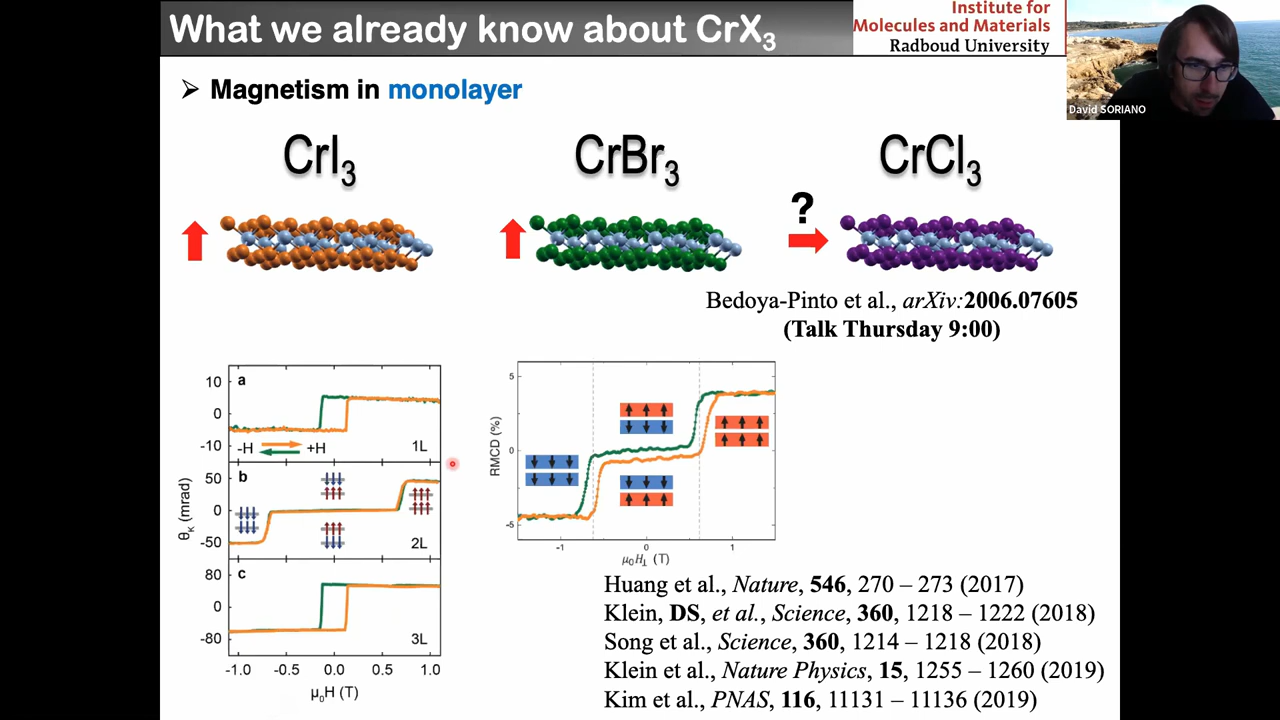 What we already know about CrX3
Institute for
Molecules and Materials
Radboud University
David SORIANO
➢ Magnetism in monolayer
CrI3
CrBr3
CrCl3
?
Bedoya-Pinto et al., arXiv:2006.07605
(Talk Thursday 9:00)
a
10
0
-10
-H +H
1L
b
50
0
-50
2L
c
80
0
-80
3L
θK (mrad)
-1.0 -0.5 0.0 0.5 1.0
μ0H (T)
5
0
-5
RMCD (%)
-1 0 1
μ0H⊥ (T)
Huang et al., Nature, 546, 270 – 273 (2017)
Klein, DS, et al., Science, 360, 1218 – 1222 (2018)
Song et al., Science, 360, 1214 – 1218 (2018)
Klein et al., Nature Physics, 15, 1255 – 1260 (2019)
Kim et al., PNAS, 116, 11131 – 11136 (2019)